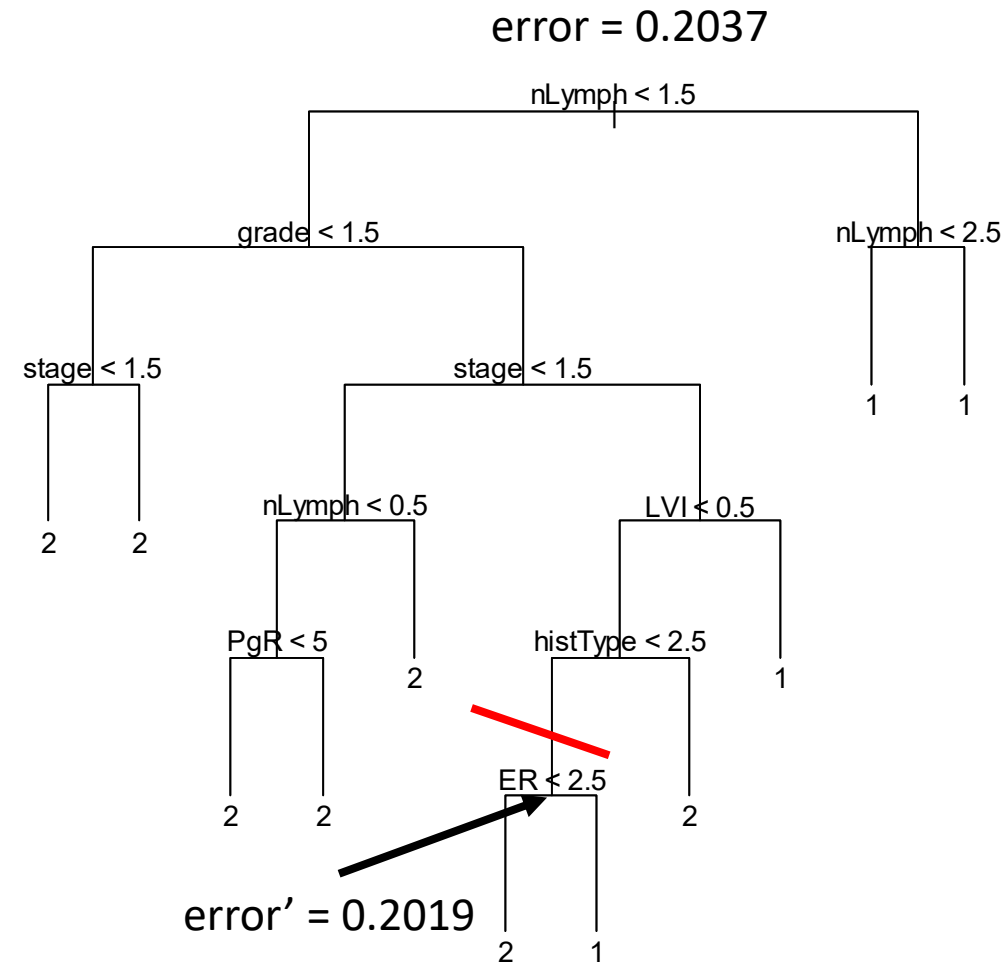 error = 0.2037
nLymph < 1.5
grade < 1.5
nLymph < 2.5
stage < 1.5
stage < 1.5
1
1
nLymph < 0.5
LVI < 0.5
2
2
PgR < 5
histType < 2.5
2
1
ER < 2.5
2
2
2
error’ = 0.2019
2
1